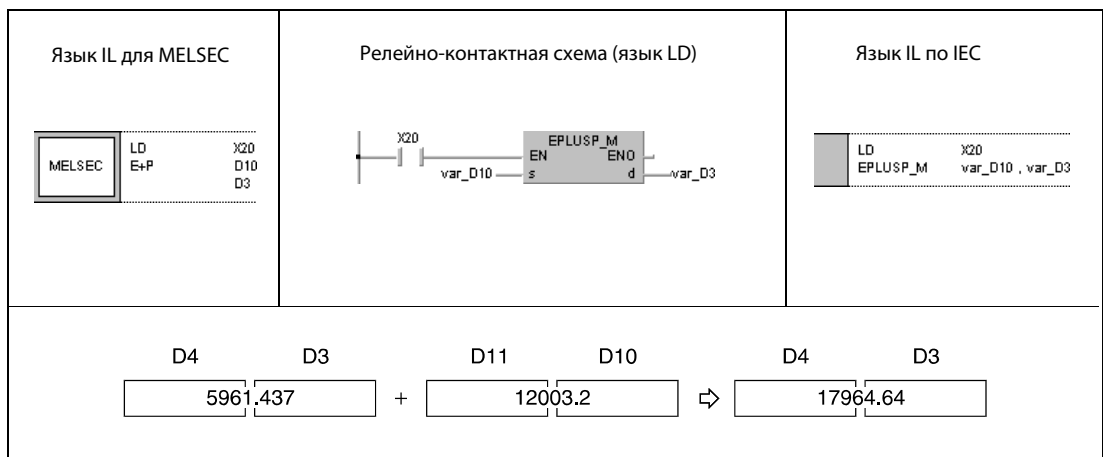 Язык IL для MELSEC
MELSEC
LD X20
E+P D10
D3
Релейно-контактная схема (язык LD)
X20
EPLUSP_M
EN ENO
var_D10 s d var_D3
Язык IL по IEC
LD X20
EPLUSP_M var_D10 , var_D3
D4 D3 D11 D10 D4 D3
5961.437 + 12003.2 ⇨ 17964.64